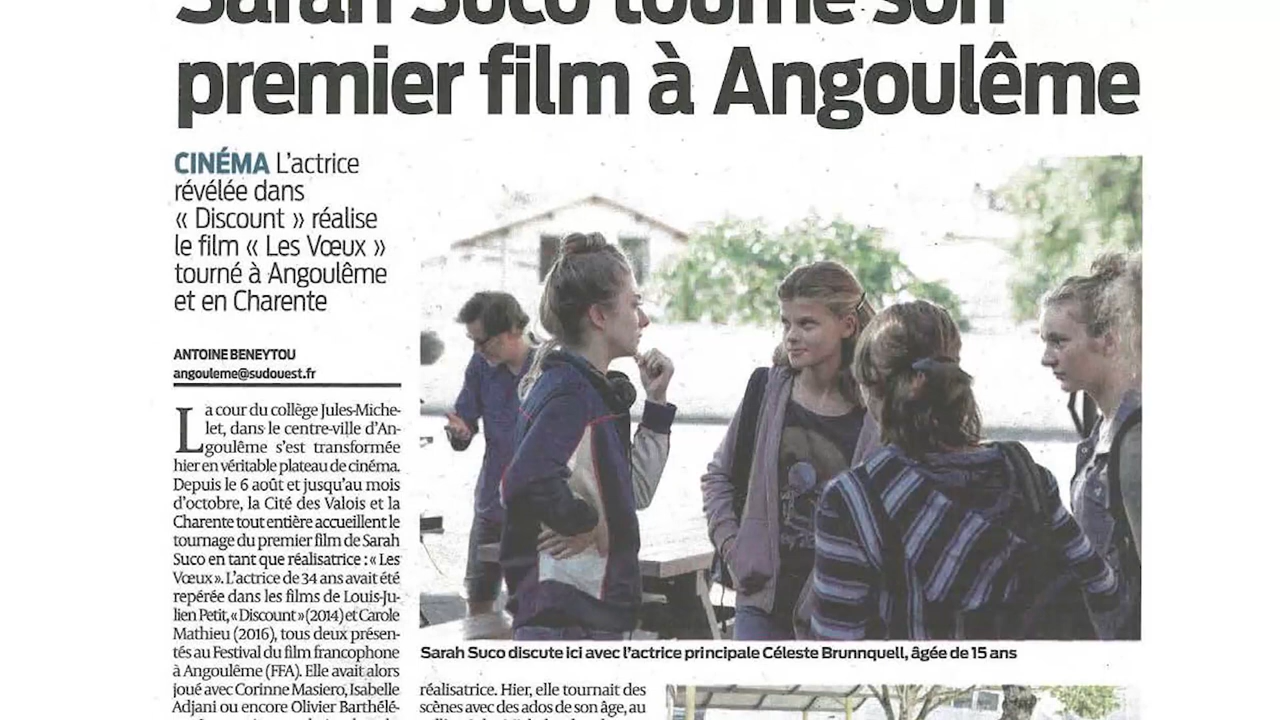 Sarah Suco tourne son
premier film à Angoulême
CINÉMA L'actrice
révélée dans
« Discount » réalise
le film « Les Vœux »
tourné à Angoulême
et en Charente
ANTOINE BENEYTOU
angouleme@sudouest.fr
La cour du collège Jules-Miche-
let, dans le centre-ville d'An-
goulême s'est transformée
hier en véritable plateau de cinéma.
Depuis le 6 août et jusqu'au mois
d'octobre, la Cité des Valois et la
Charente tout entière accueillent le
tournage du premier film de Sarah
Suco en tant que réalisatrice : « Les
Vœux ». L'actrice de 34 ans avait été
repérée dans les films de Louis-Ju-
lien Petit, « Discount » (2014) et Carole
Mathieu (2016), tous deux présen-
tés au Festival du film francophone
à Angoulême (FFA). Elle avait alors
joué avec Corinne Masiero, Isabelle
Adjani ou encore Olivier Barthélé-
Sarah Suco discute ici avec l'actrice principale Céleste Brunnquell, âgée de 15 ans
réalisatrice. Hier, elle tournait des
scènes avec des ados de son âge, au